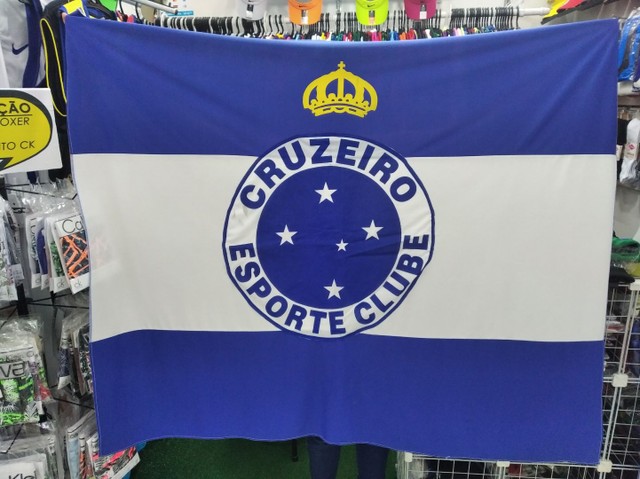 CRUZEIRO
ESPORTE CLUBE
ÇÃO
OXER
TO CK